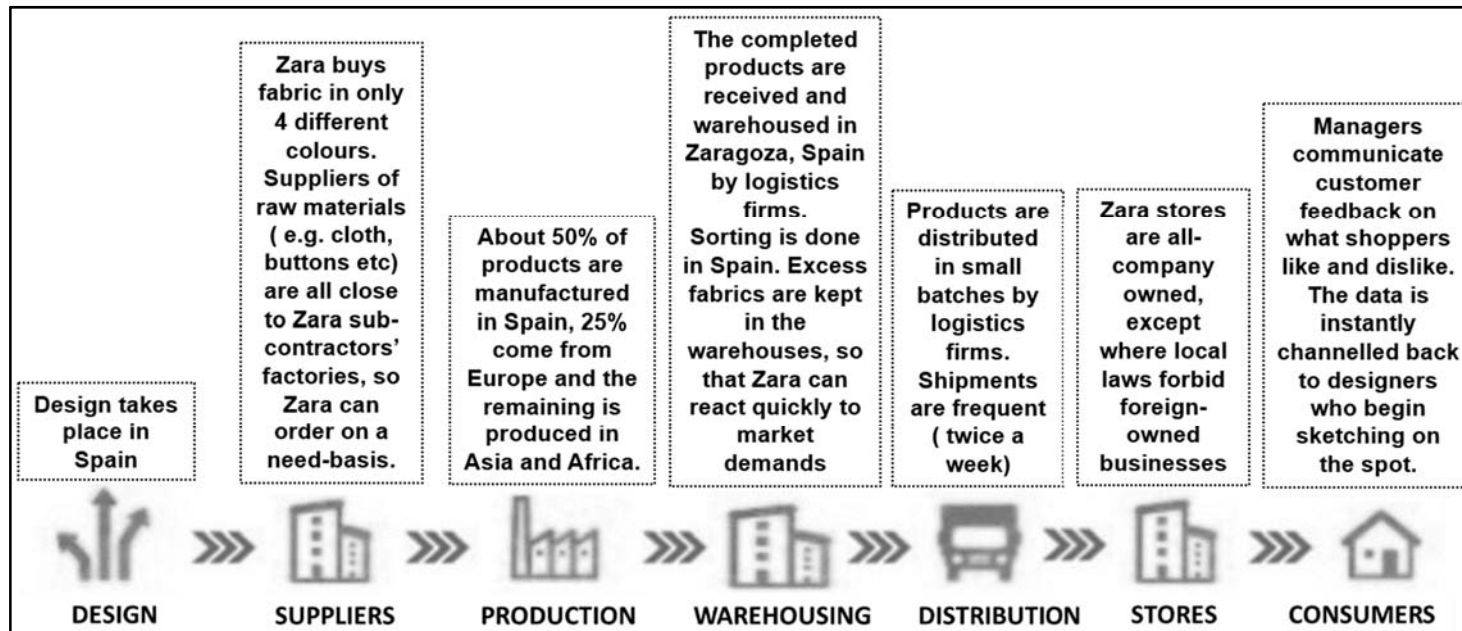 Design takes
place in
Spain
Zara buys
fabric in only
4 different
colours.
Suppliers of
raw materials
( e.g. cloth,
buttons etc)
are all close
to Zara sub-
contractors'
factories, so
Zara can
order on a
need-basis.
About 50% of
products are
manufactured
in Spain, 25%
come from
Europe and the
remaining is
produced in
Asia and Africa.
The completed
products are
received and
warehoused in
Zaragoza, Spain
by logistics
firms.
Sorting is done
in Spain. Excess
fabrics are kept
in the
warehouses, so
that Zara can
react quickly to
market
demands
Products are
distributed
in small
batches by
logistics
firms.
Shipments
are frequent
( twice a
week)
Zara stores
are all-
company
owned,
except
where local
laws forbid
foreign-
owned
businesses
Managers
communicate
customer
feedback on
what shoppers
like and dislike.
The data is
instantly
channelled back
to designers
who begin
sketching on
the spot.
DESIGN
SUPPLIERS
PRODUCTION
WAREHOUSING
DISTRIBUTION
STORES
CONSUMERS